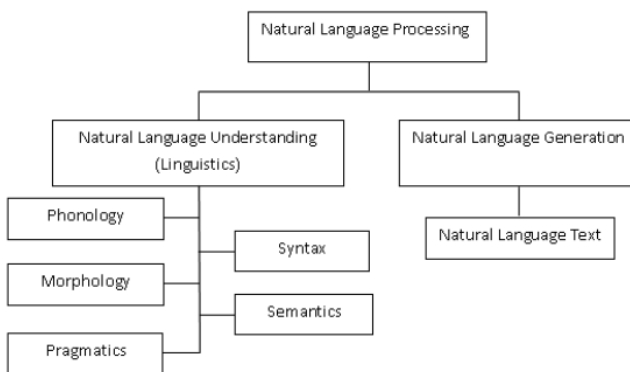 Natural Language Processing
Natural Language Understanding
(Linguistics)
Natural Language Generation
Phonology
Natural Language Text
Syntax
Morphology
Semantics
Pragmatics